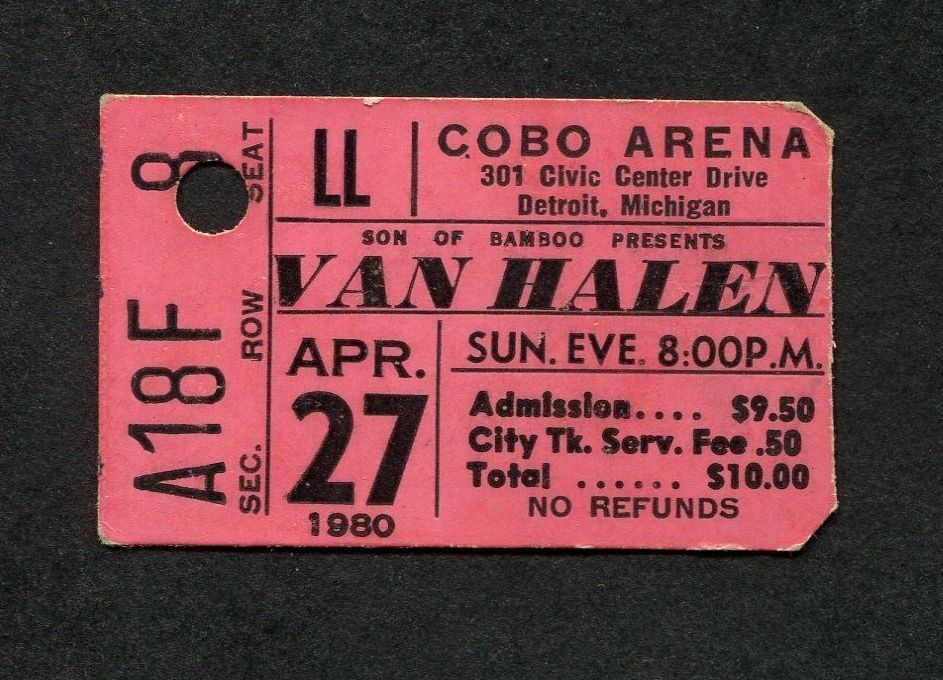 A18 F 8
SEC. ROW SEAT
LL
COBO ARENA
301 Civic Center Drive
Detroit, Michigan
SON OF BAMBOO PRESENTS
VAN HALEN
APR.
27
1980
SUN. EVE. 8:00P.M.
Admission.... $9.50
City Tk. Serv. Fee .50
Total ...... $10.00
NO REFUNDS